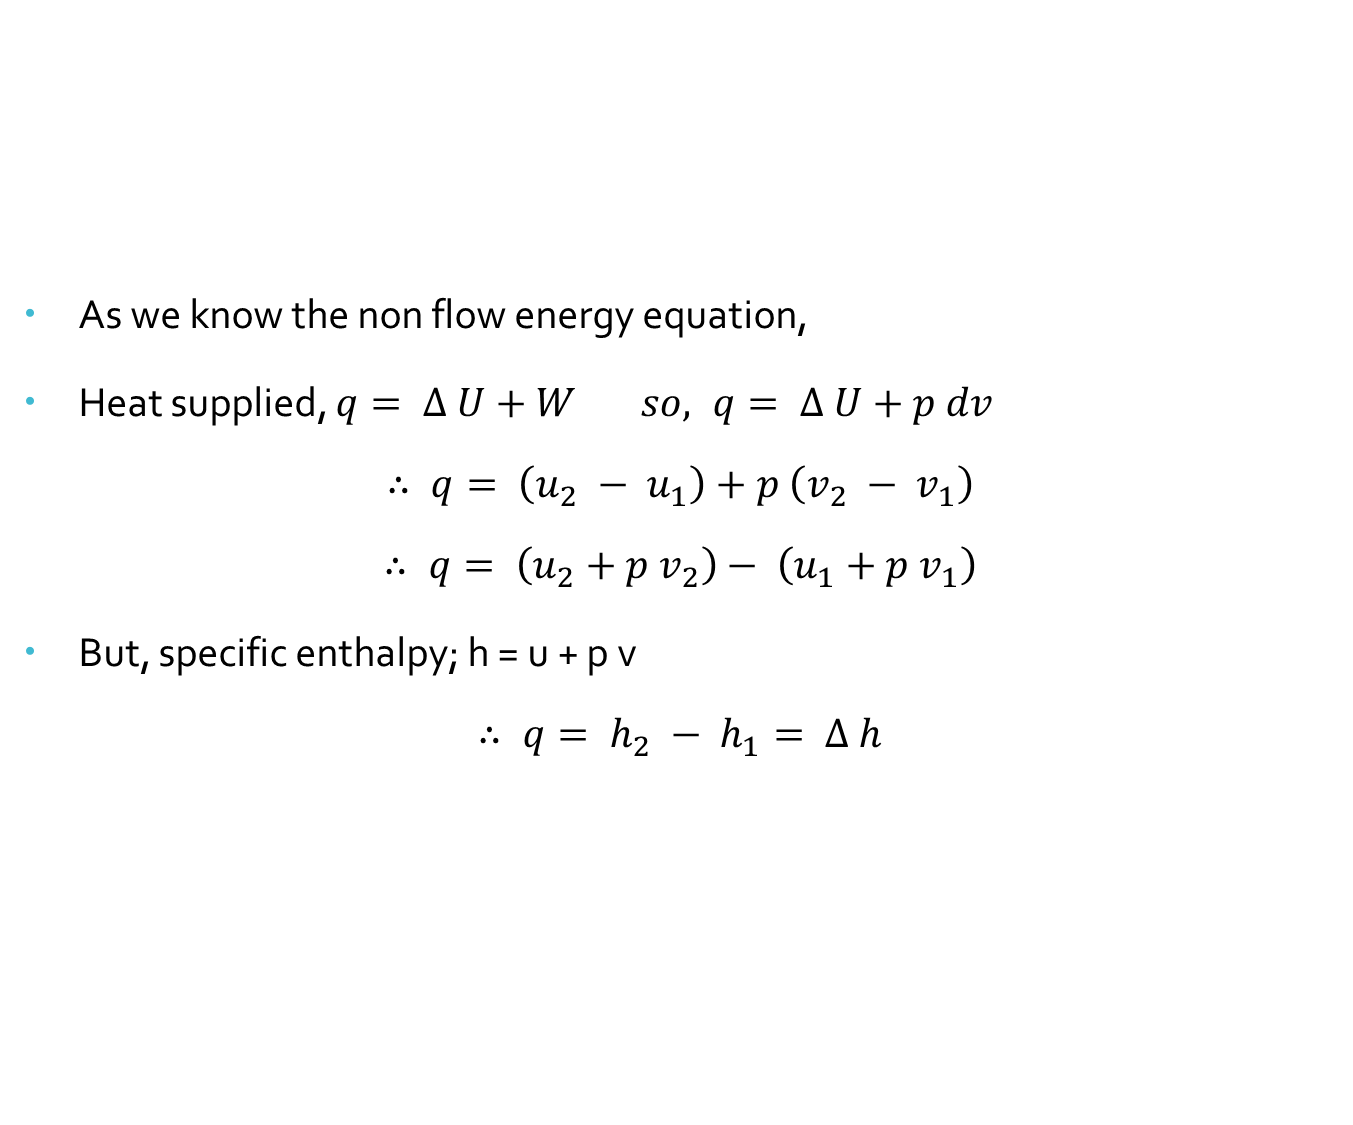 • As we know the non flow energy equation,
• Heat supplied, q = Δ U + W so, q = Δ U + p dv
∴ q = (u₂ − u₁) + p (v₂ − v₁)
∴ q = (u₂ + p v₂) − (u₁ + p v₁)
• But, specific enthalpy; h = u + p v
∴ q = h₂ − h₁ = Δ h